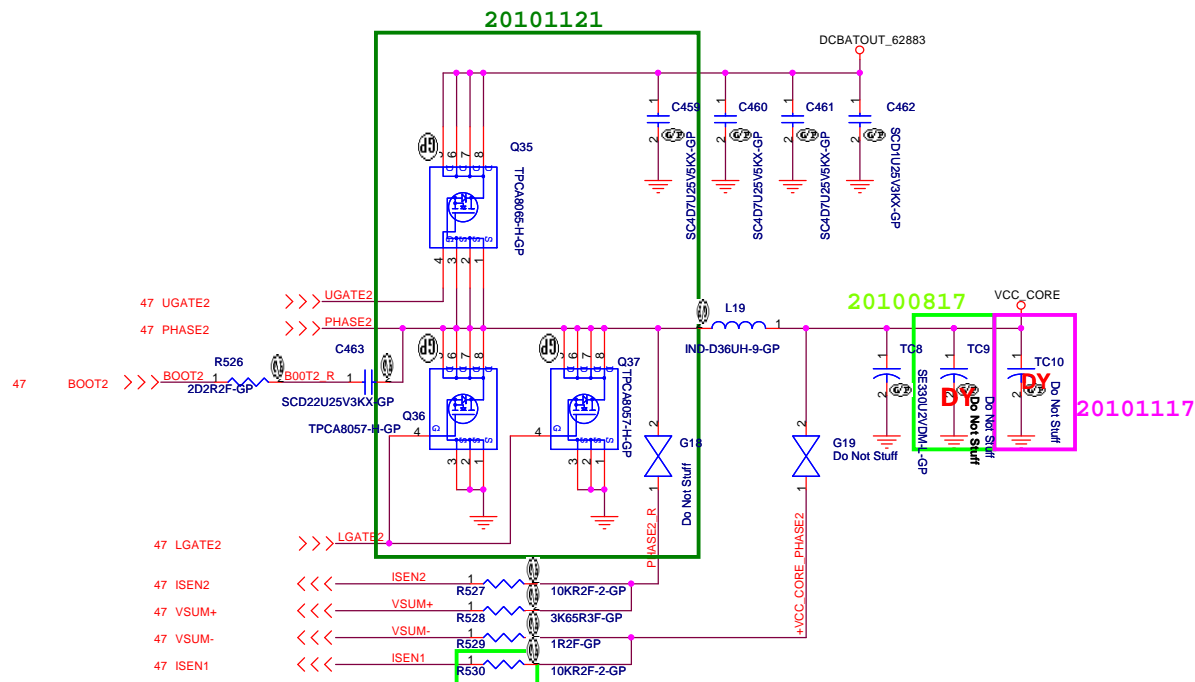 20101121
DCBATOUT_62883
C459
C460
C461
C462
SC4D7U25V5KX-GP
SC4D7U25V5KX-GP
SC4D7U25V5KX-GP
SCD1U25V3KX-GP
Q35
TPCA8065-H-GP
47 UGATE2
UGATE2
47 PHASE2
PHASE2
L19
IND-D36UH-9-GP
20100817
VCC_CORE
C463
SCD22U25V3KX-GP
R526
47 BOOT2
BOOT2
BOOT2_R
2D2R2F-GP
Q36
TPCA8057-H-GP
Q37
TPCA8057-H-GP
G18
Do Not Stuff
G19
Do Not Stuff
TC8
SE330U2VDM-L-GP
TC9
DY
Do Not Stuff
Do Not Stuff
TC10
DY
Do Not Stuff
20101117
47 LGATE2
LGATE2
PHASE2_R
+VCC_CORE_PHASE2
47 ISEN2
ISEN2
R527
10KR2F-2-GP
47 VSUM+
VSUM+
R528
3K65R3F-GP
47 VSUM-
VSUM-
R529
1R2F-GP
47 ISEN1
ISEN1
R530
10KR2F-2-GP